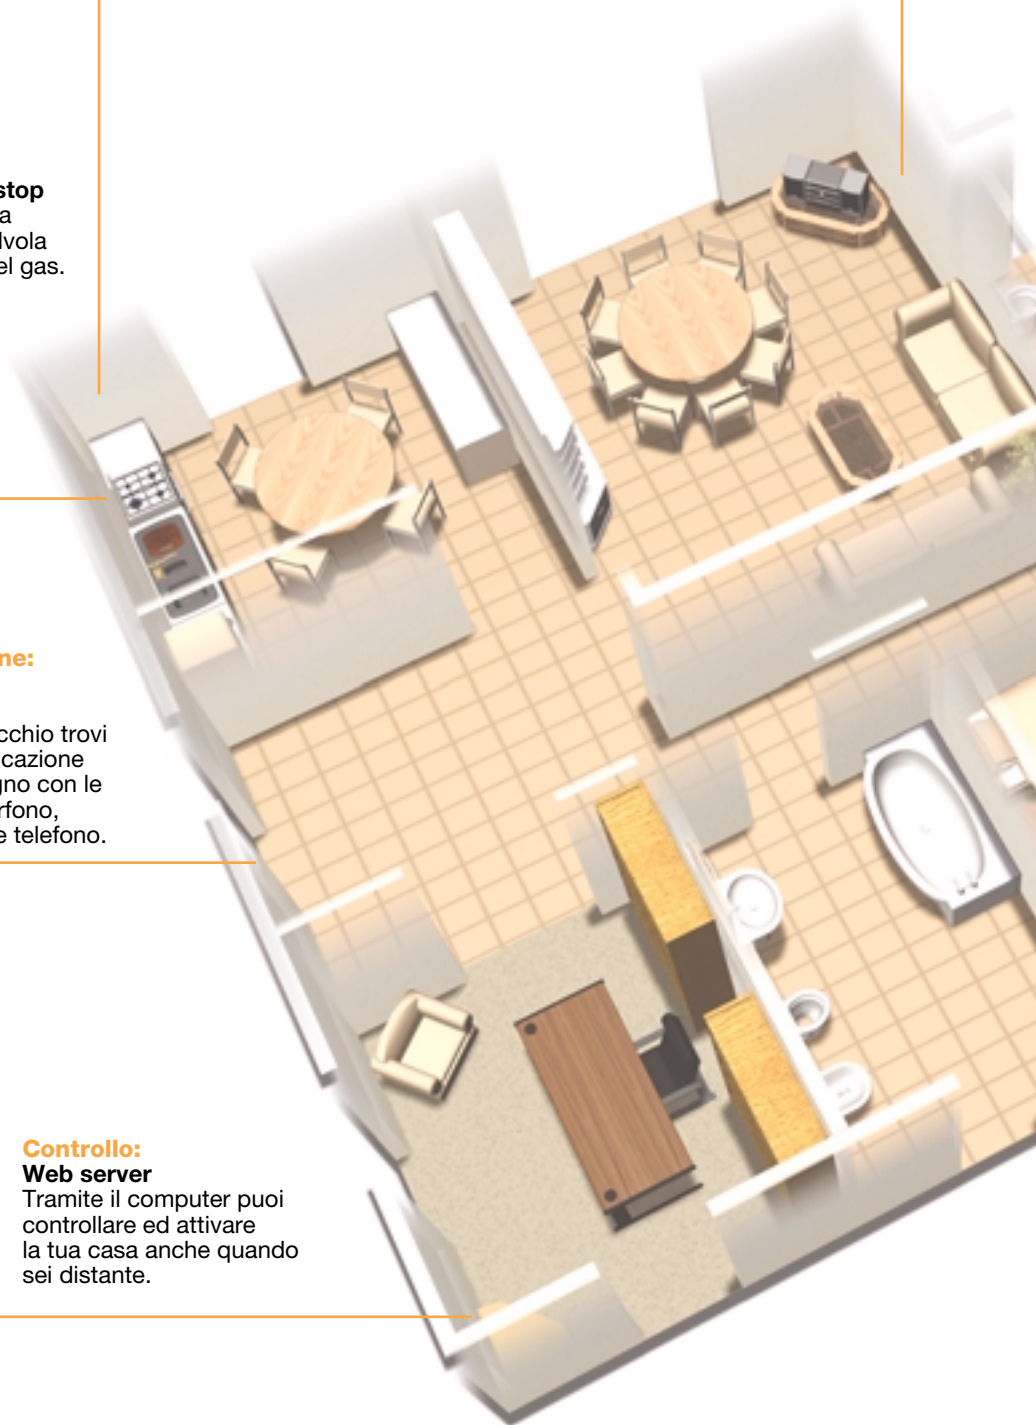 stop
a
vola
el gas.
ne:
cchio trovi
cazione
gno con le
rfono,
e telefono.
Controllo:
Web server
Tramite il computer puoi
controllare ed attivare
la tua casa anche quando
sei distante.